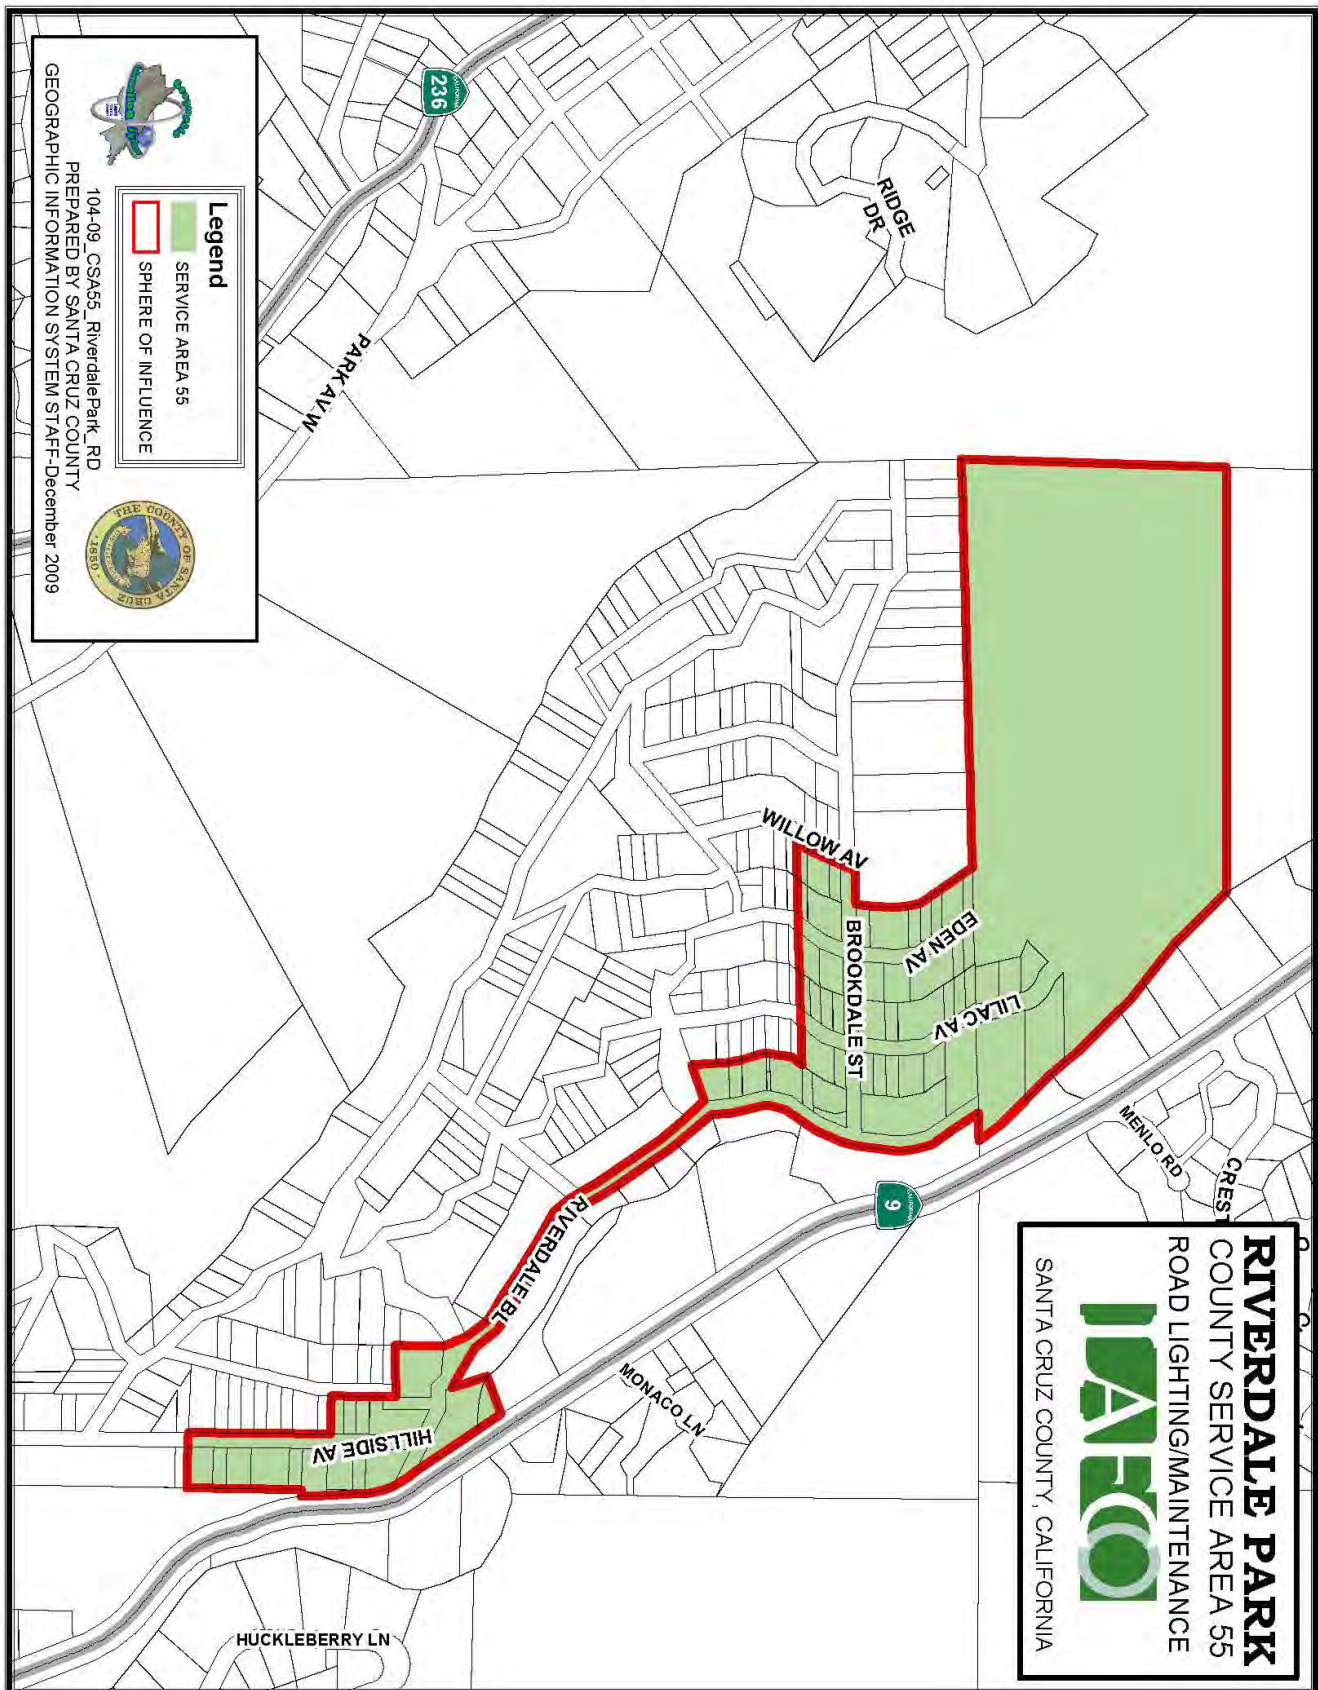 RIVERDALE PARK
COUNTY SERVICE AREA 55
ROAD LIGHTING/MAINTENANCE
LAFCO
SANTA CRUZ COUNTY, CALIFORNIA
CALIFORNIA
236
RIDGE
DR
PARK AV W
WILLOW AV
EDEN AV
BROOKDALE ST
LILAC AV
MENLO RD
CREST
CALIFORNIA
9
RIVERDALE BL
MONACO LN
HILLSIDE AV
HUCKLEBERRY LN
Legend
SERVICE AREA 55
SPHERE OF INFLUENCE
104-09_CSA55_RiverdalePark_RD
PREPARED BY SANTA CRUZ COUNTY
GEOGRAPHIC INFORMATION SYSTEM STAFF-December 2009
THE COUNTY OF SANTA CRUZ
1850